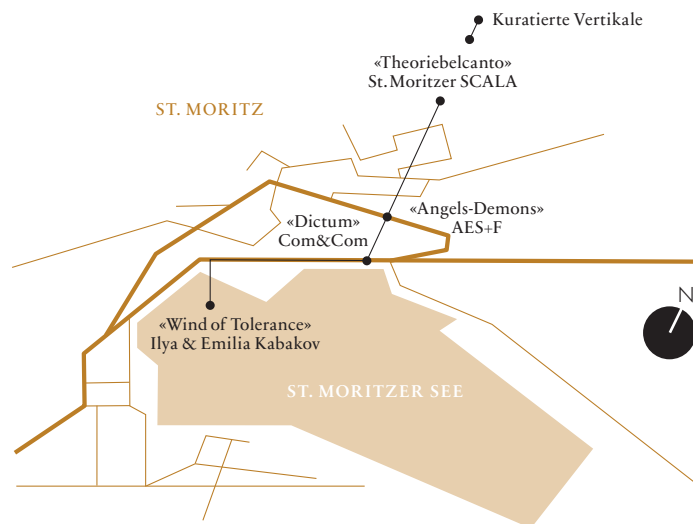 Kuratierte Vertikale
«Theoriebelcanto»
St. Moritzer SCALA
ST. MORITZ
«Angels-Demons»
AES+F
«Dictum»
Com&Com
N
«Wind of Tolerance»
Ilya & Emilia Kabakov
ST. MORITZER SEE